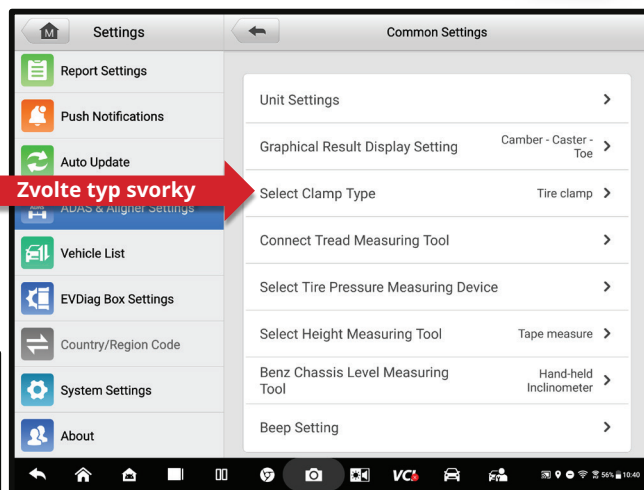 M
Settings
Common Settings
Report Settings
Push Notifications
Auto Update
Zvolte typ svorky
ADAS & Aligner Settings
Vehicle List
EVDiag Box Settings
Country/Region Code
System Settings
About
Unit Settings
Graphical Result Display Setting
Camber - Caster -
Toe
Select Clamp Type
Tire clamp
Connect Tread Measuring Tool
Select Tire Pressure Measuring Device
Select Height Measuring Tool
Tape measure
Benz Chassis Level Measuring
Tool
Hand-held
Inclinometer
Beep Setting
VCI
56% 10:40